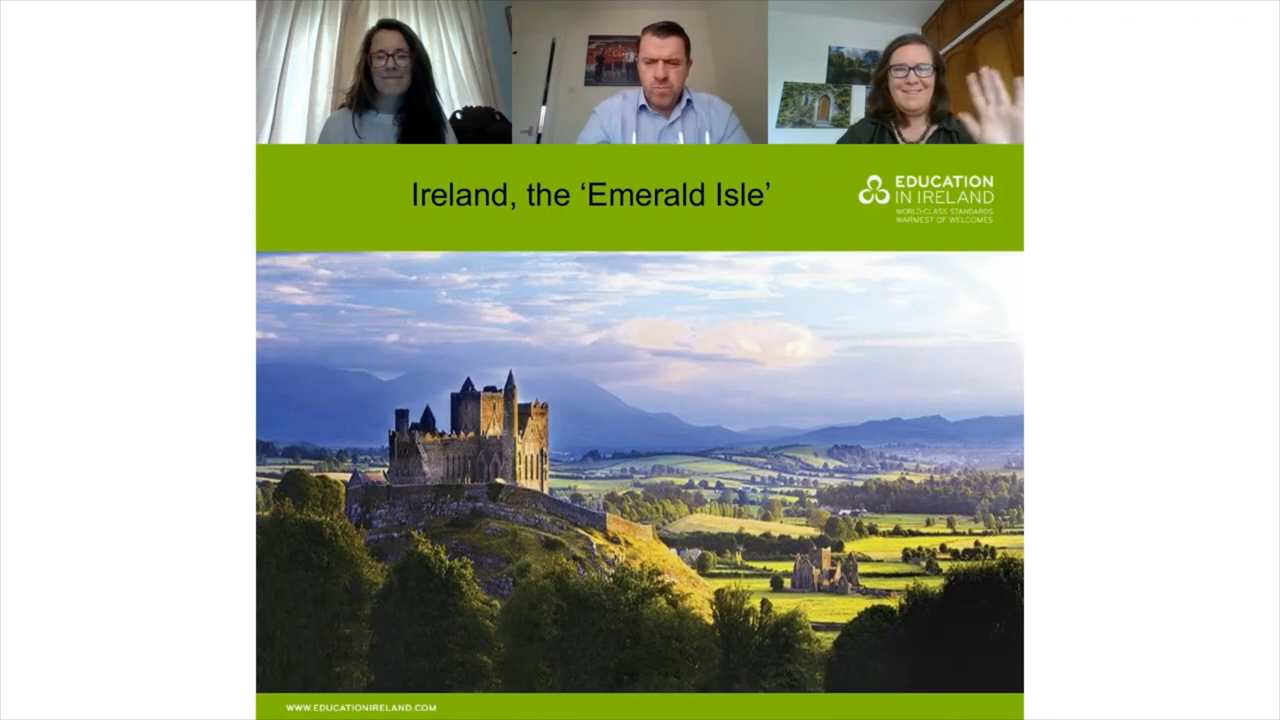 Ireland, the ‘Emerald Isle’
EDUCATION
IN IRELAND
WORLD CLASS STANDARDS
WARMEST OF WELCOMES
WWW.EDUCATIONIRELAND.COM